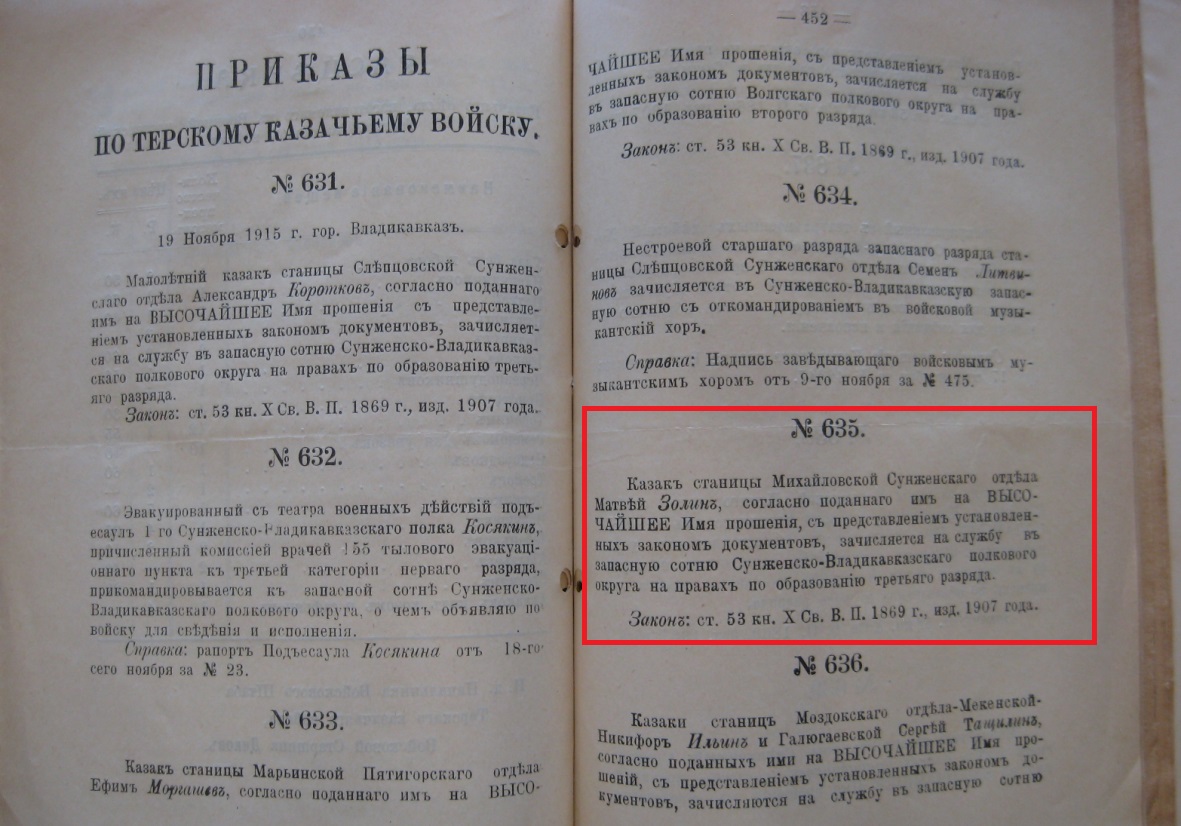 ПРИКАЗЫ
ПО ТЕРСКОМУ КАЗАЧЬЕМУ ВОЙСКУ.
№ 631.
19 Ноября 1915 г. гор. Владикавказъ.
Малолѣтній казакъ станицы Слѣпцовской Сунжен-
скаго отдѣла Александръ Коротковъ, согласно поданнаго
имъ на ВЫСОЧАЙШЕЕ Имя прошенія съ представле-
ніемъ установленныхъ закономъ документовъ, зачисляет-
ся на службу въ запасную сотню Сунженско-Владикавказ-
скаго полковаго округа на правахъ по образованію треть-
яго разряда.
Законъ: ст. 53 кн. X Св. В. П. 1869 г., изд. 1907 года.
№ 632.
Эвакуированный съ театра военныхъ дѣйствій подъ-
есаулъ 1 го Сунженско-Владикавказскаго полка Косякинъ,
причисленный комиссіей врачей 155 тылового эвакуаці-
оннаго пункта къ третьей категоріи перваго разряда,
прикомандировывается къ запасной сотнѣ Сунженско-
Владикавказскаго полковаго округа, о чемъ объявляю по
войску для свѣдѣнія и исполненія.
Справка: рапортъ Подъесаула Косякина отъ 18-го
сего ноября за № 23.
№ 633.
Казакъ станицы Марьинской Пятигорскаго отдѣла
Ефимъ Моргашевъ, согласно поданнаго имъ на ВЫСО-
— 452 —
ЧАЙШЕЕ Имя прошенія, съ представленіемъ установ-
ленныхъ закономъ документовъ, зачисляется на службу
въ запасную сотню Волгскаго полковаго округа на пра-
вахъ по образованію второго разряда.
Законъ: ст. 53 кн. X Св. В. П. 1869 г., изд. 1907 года.
№ 634.
Нестроевой старшаго разряда запаснаго разряда ста-
ницы Слѣпцовской Сунженскаго отдѣла Семенъ Литви-
новъ зачисляется въ Сунженско-Владикавказскую запас-
ную сотню съ откомандированіемъ въ войсковой музы-
кантскій хоръ.
Справка: Надпись завѣдывающаго войсковымъ му-
зыкантскимъ хоромъ отъ 9-го ноября за № 475.
№ 635.
Казакъ станицы Михайловской Сунженскаго отдѣла
Матвѣй Золинъ, согласно поданнаго имъ на ВЫСО-
ЧАЙШЕЕ Имя прошенія, съ представленіемъ установлен-
ныхъ закономъ документовъ, зачисляется на службу въ
запасную сотню Сунженско-Владикавказскаго полкового
округа на правахъ по образованію третьяго разряда.
Законъ: ст. 53 кн. X Св. В. П. 1869 г., изд. 1907 года.
№ 636.
Казаки станицъ Моздокскаго отдѣла-Мекенской-
Никифоръ Ильинъ и Галюгаевской Сергѣй Тащилинъ,
согласно поданныхъ ими на ВЫСОЧАЙШЕЕ Имя про-
шеній, съ представленіемъ установленныхъ закономъ до-
кументовъ, зачисляются на службу въ запасную сотню